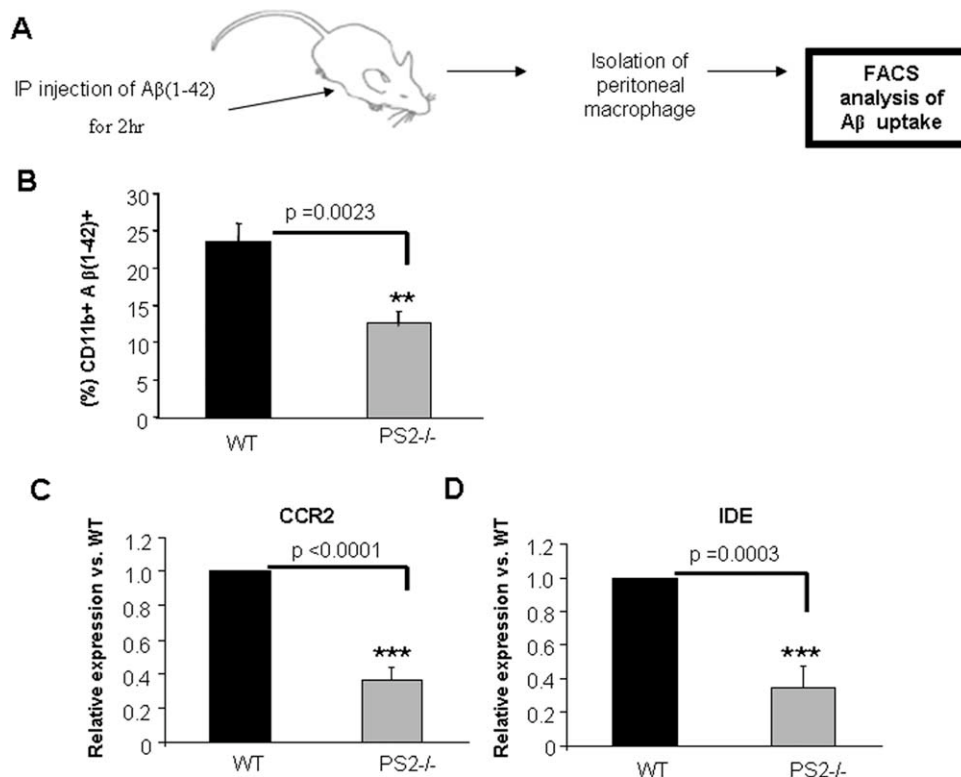 A
IP injection of Aβ(1-42)
for 2hr
Isolation of
peritoneal
macrophage
FACS
analysis of
Aβ uptake
B
(%) CD11b+ A β(1-42)+
30
25
20
15
10
5
0
p =0.0023
**
WT
PS2-/-
C
CCR2
Relative expression vs. WT
1.2
1.0
0.8
0.6
0.4
0.2
0
p <0.0001
***
WT
PS2-/-
D
IDE
Relative expression vs. WT
1.2
1.0
0.8
0.6
0.4
0.2
0
p =0.0003
***
WT
PS2-/-